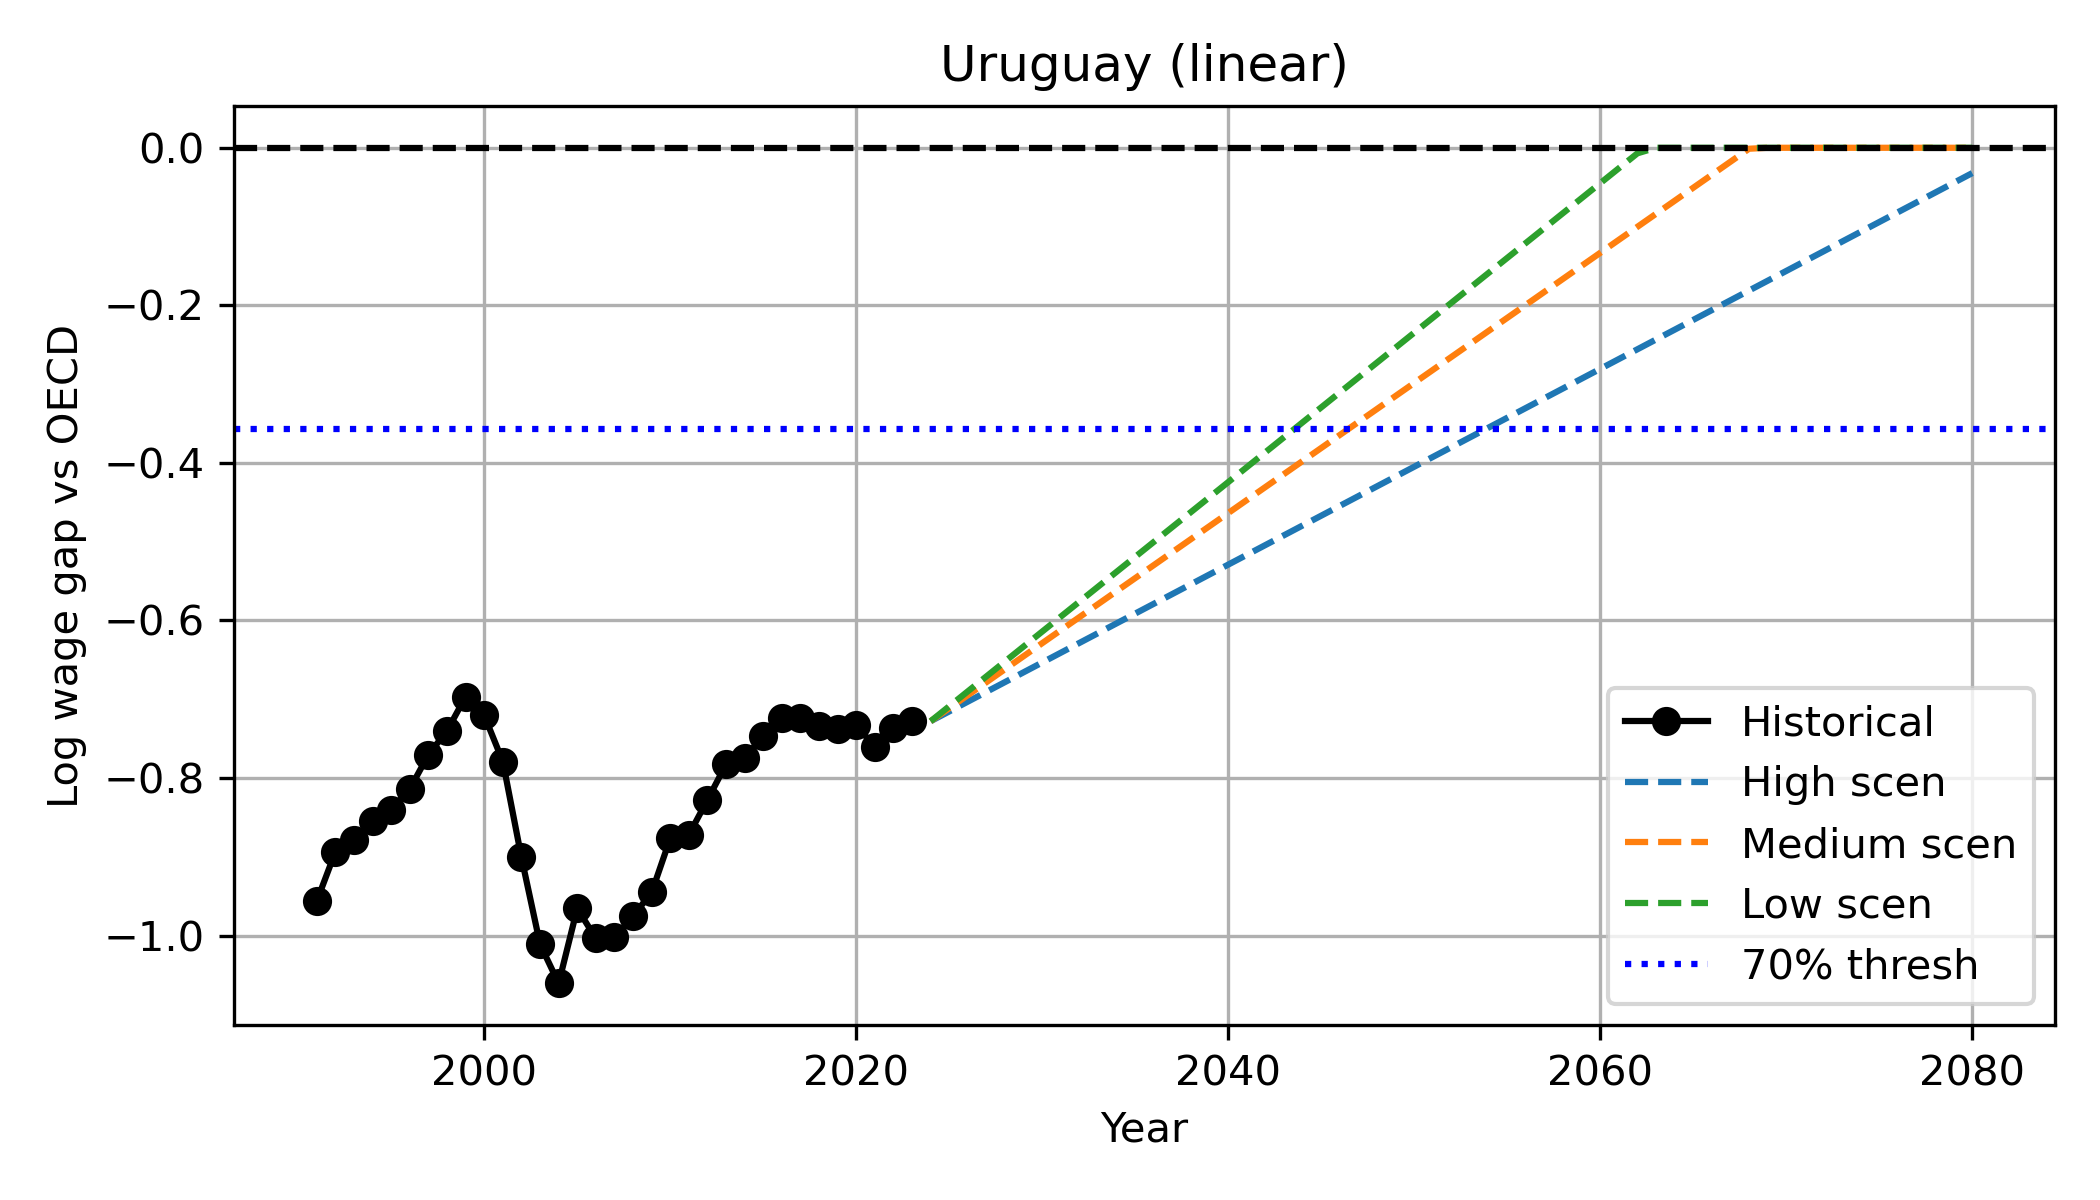 Uruguay (linear)
Log wage gap vs OECD
0.0
−0.2
−0.4
−0.6
−0.8
−1.0
2000
2020
2040
2060
2080
Year
Historical
High scen
Medium scen
Low scen
70% thresh